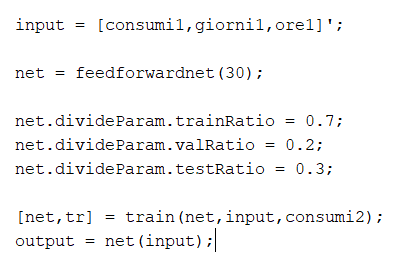 input = [consumi1,giorni1,ore1]';
net = feedforwardnet(30);
net.divideParam.trainRatio = 0.7;
net.divideParam.valRatio = 0.2;
net.divideParam.testRatio = 0.3;
[net,tr] = train(net,input,consumi2);
output = net(input);